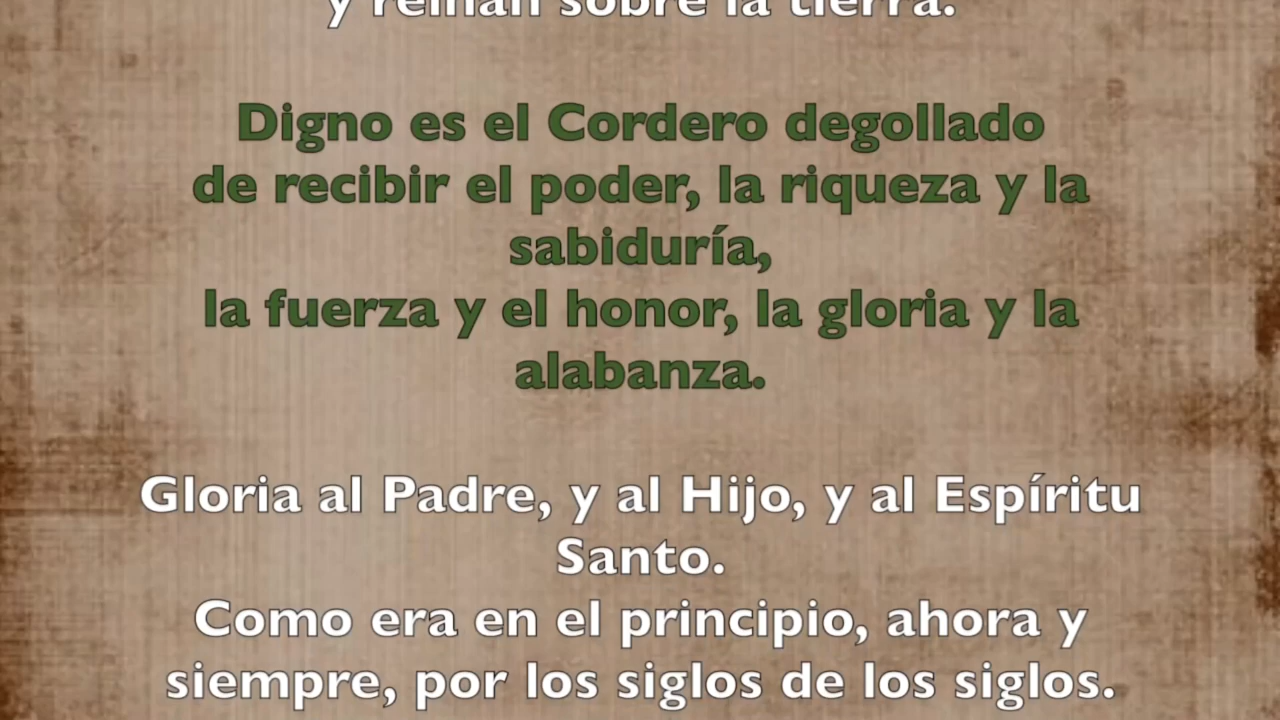 y reinan sobre la tierra.
Digno es el Cordero degollado
de recibir el poder, la riqueza y la
sabiduría,
la fuerza y el honor, la gloria y la
alabanza.
Gloria al Padre, y al Hijo, y al Espíritu
Santo.
Como era en el principio, ahora y
siempre, por los siglos de los siglos.